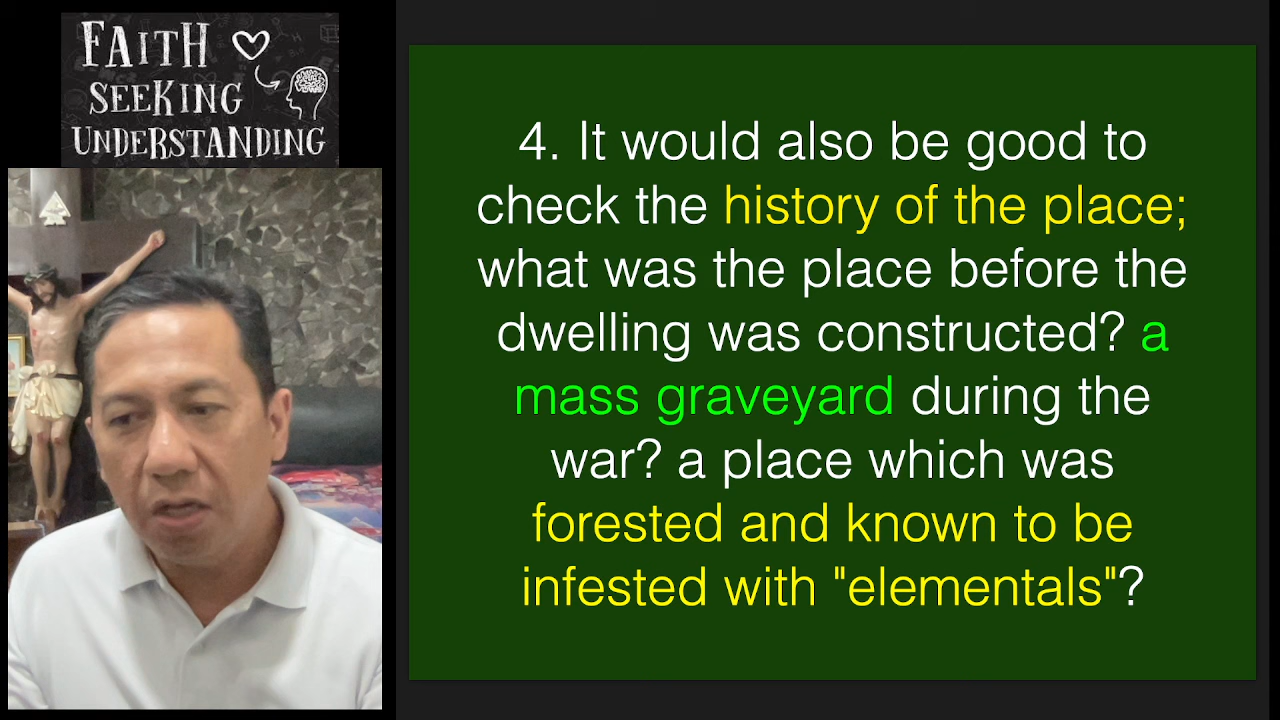 FAITH
SEEKING
UNDERSTANDING
4. It would also be good to
check the history of the place;
what was the place before the
dwelling was constructed? a
mass graveyard during the
war? a place which was
forested and known to be
infested with "elementals"?